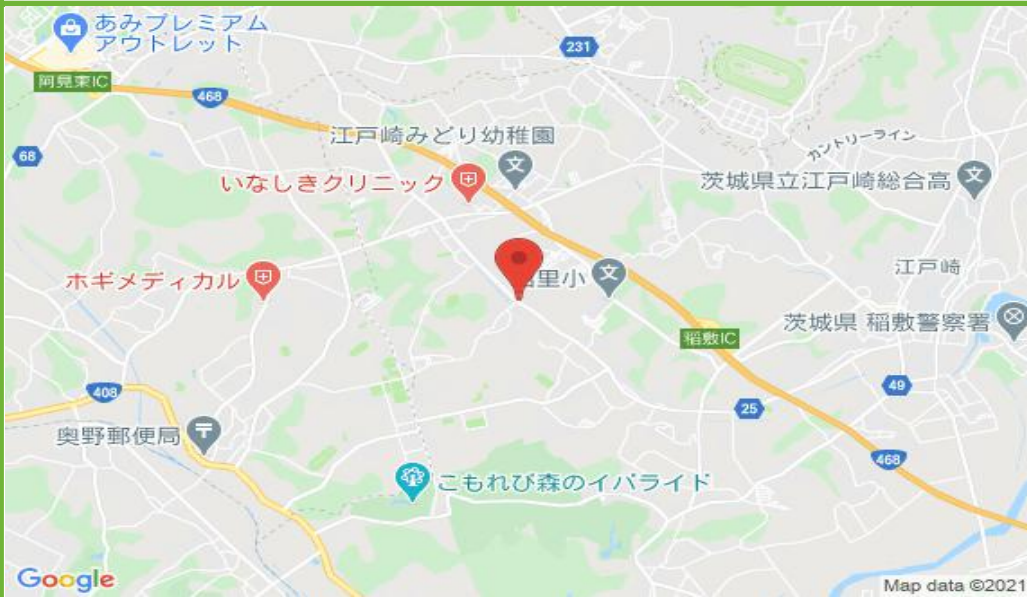 あみプレミアム
アウトレット
231
阿見東IC
468
江戸崎みどり幼稚園
カントリーライン
68
いなしきクリニック
茨城県立江戸崎総合高
ホギメディカル
里小
江戸崎
茨城県 稲敷警察署
稲敷IC
408
49
25
奥野郵便局
468
こもれび森のイバライド
Google
Map data ©2021